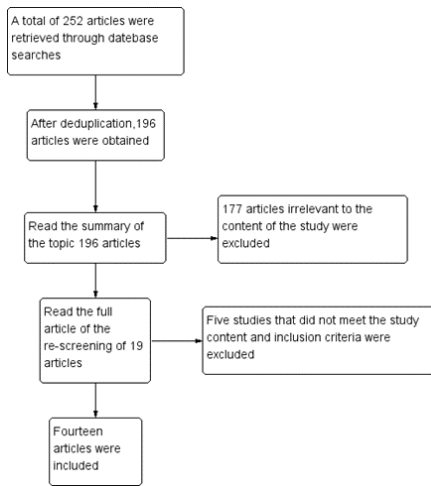 A total of 252 articles were
retrieved through datebase
searches
After deduplication,196
articles were obtained
Read the summary of
the topic 196 articles
177 articles irrelevant to the
content of the study were
excluded
Read the full
article of the
re-screening of 19
articles
Five studies that did not meet the study
content and inclusion criteria were
excluded
Fourteen
articles were
included